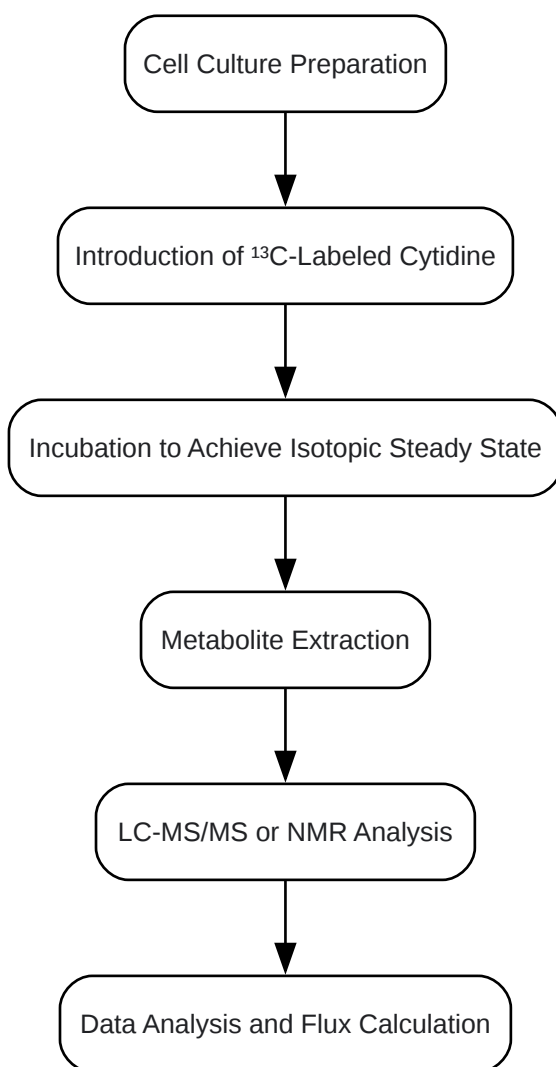 Cell Culture Preparation
Introduction of ¹³C-Labeled Cytidine
Incubation to Achieve Isotopic Steady State
Metabolite Extraction
LC-MS/MS or NMR Analysis
Data Analysis and Flux Calculation